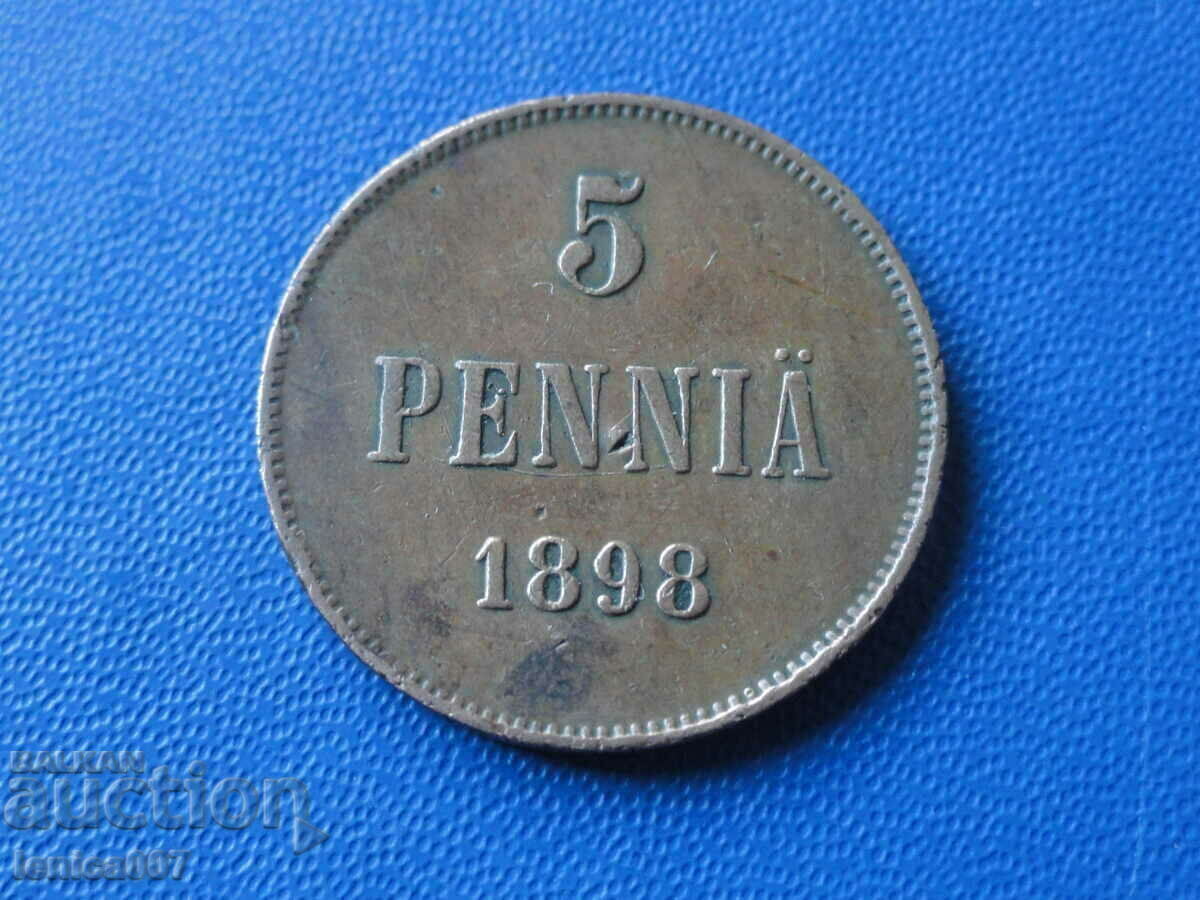 5
PENNIÄ
1898
BALKAN
auction
lenica007